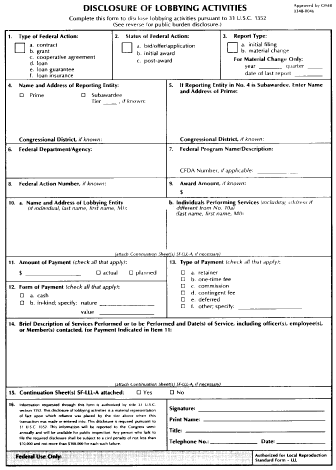 DISCLOSURE OF LOBBYING ACTIVITIES
Approved by OMB
0348-0046
Complete this form to disclose lobbying activities pursuant to 31 U.S.C. 1352
(See reverse for public burden disclosure.)
1. Type of Federal Action:
a. contract
b. grant
c. cooperative agreement
d. loan
e. loan guarantee
f. loan insurance
2. Status of Federal Action:
a. bid/offer/application
b. initial award
c. post-award
3. Report Type:
a. initial filing
b. material change
For Material Change Only:
year quarter
date of last report
4. Name and Address of Reporting Entity:
Prime Subawardee
Tier , if known:
Congressional District, if known:
5. If Reporting Entity in No. 4 is Subawardee, Enter Name
and Address of Prime:
Congressional District, if known:
6. Federal Department/Agency:
7. Federal Program Name/Description:
CFDA Number, if applicable:
8. Federal Action Number, if known:
9. Award Amount, if known:
$
10. a. Name and Address of Lobbying Entity
(if individual, last name, first name, MI):
b. Individuals Performing Services (including address if
different from No. 10a)
(last name, first name, MI):
(attach Continuation Sheet(s) SF-LLL-A, if necessary)
11. Amount of Payment (check all that apply):
$ actual planned
12. Form of Payment (check all that apply):
a. cash
b. in-kind; specify: nature
value
13. Type of Payment (check all that apply):
a. retainer
b. one-time fee
c. commission
d. contingent fee
e. deferred
f. other; specify:
14. Brief Description of Services Performed or to be Performed and Date(s) of Service, including officer(s), employee(s),
or Member(s) contacted, for Payment Indicated in Item 11:
(attach Continuation Sheet(s) SF-LLL-A, if necessary)
15. Continuation Sheet(s) SF-LLL-A attached: Yes No
16. Information requested through this form is authorized by title 31 U.S.C.
section 1352. This disclosure of lobbying activities is a material representation
of fact upon which reliance was placed by the tier above when this
transaction was made or entered into. This disclosure is required pursuant to
31 U.S.C. 1352. This information will be reported to the Congress semi-
annually and will be available for public inspection. Any person who fails to
file the required disclosure shall be subject to a civil penalty of not less than
$10,000 and not more than $100,000 for each such failure.
Signature:
Print Name:
Title:
Telephone No.: Date:
Federal Use Only:
Authorized for Local Reproduction
Standard Form - LLL